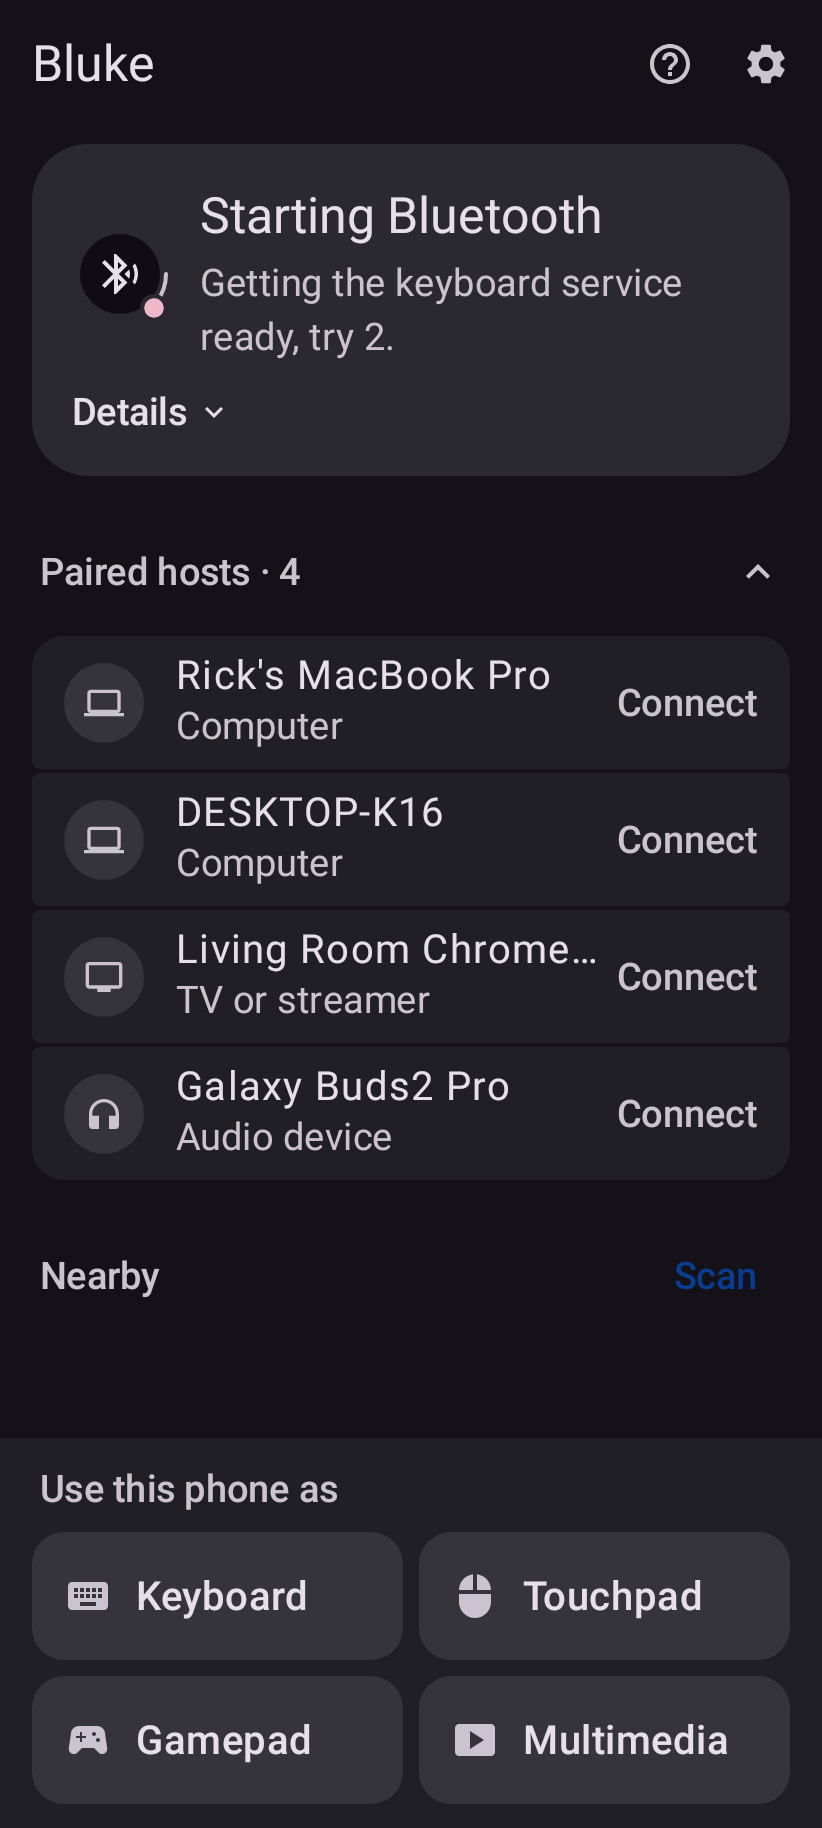 Bluke
Starting Bluetooth
Getting the keyboard service
ready, try 2.
Details
Paired hosts · 4
Rick's MacBook Pro
Computer
Connect
DESKTOP-K16
Computer
Connect
Living Room Chrome…
TV or streamer
Connect
Galaxy Buds2 Pro
Audio device
Connect
Nearby
Scan
Use this phone as
Keyboard
Touchpad
Gamepad
Multimedia